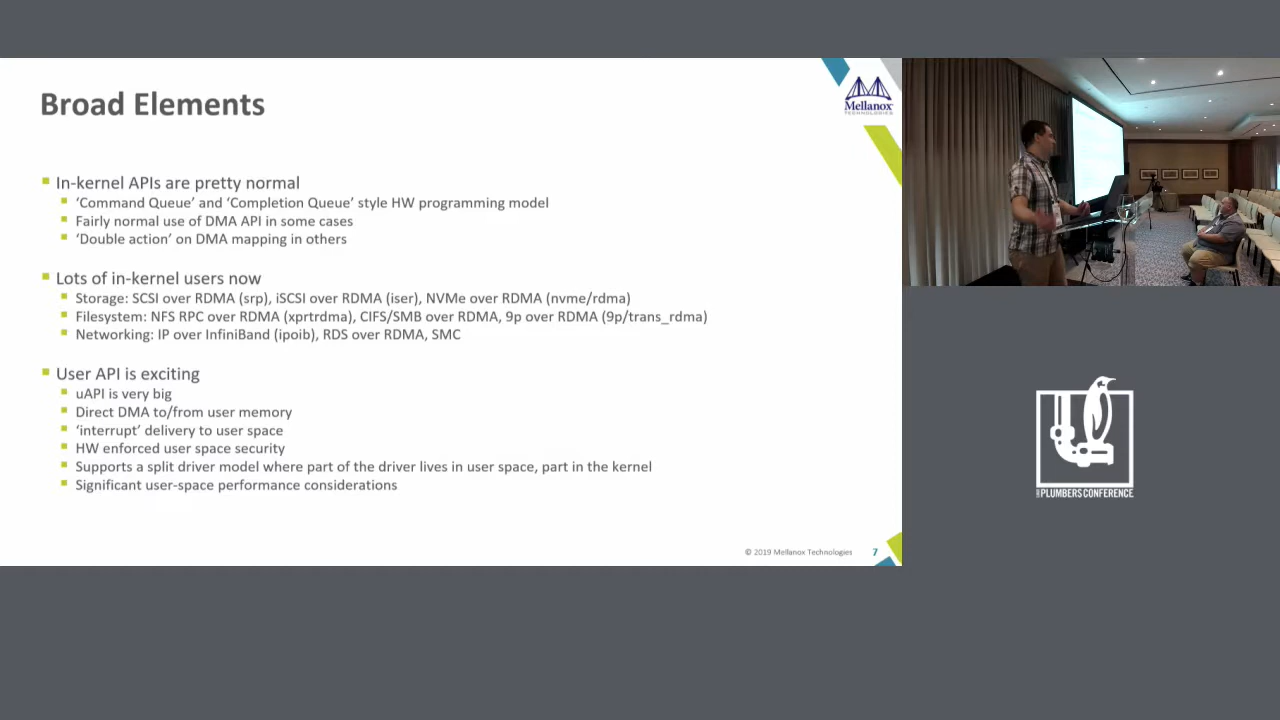 Broad Elements
Mellanox
TECHNOLOGIES
In-kernel APIs are pretty normal
‘Command Queue’ and ‘Completion Queue’ style HW programming model
Fairly normal use of DMA API in some cases
‘Double action’ on DMA mapping in others
Lots of in-kernel users now
Storage: SCSI over RDMA (srp), iSCSI over RDMA (iser), NVMe over RDMA (nvme/rdma)
Filesystem: NFS RPC over RDMA (xprtrdma), CIFS/SMB over RDMA, 9p over RDMA (9p/trans_rdma)
Networking: IP over InfiniBand (ipoib), RDS over RDMA, SMC
User API is exciting
uAPI is very big
Direct DMA to/from user memory
‘interrupt’ delivery to user space
HW enforced user space security
Supports a split driver model where part of the driver lives in user space, part in the kernel
Significant user-space performance considerations
© 2019 Mellanox Technologies 7
PLUMBERS CONFERENCE